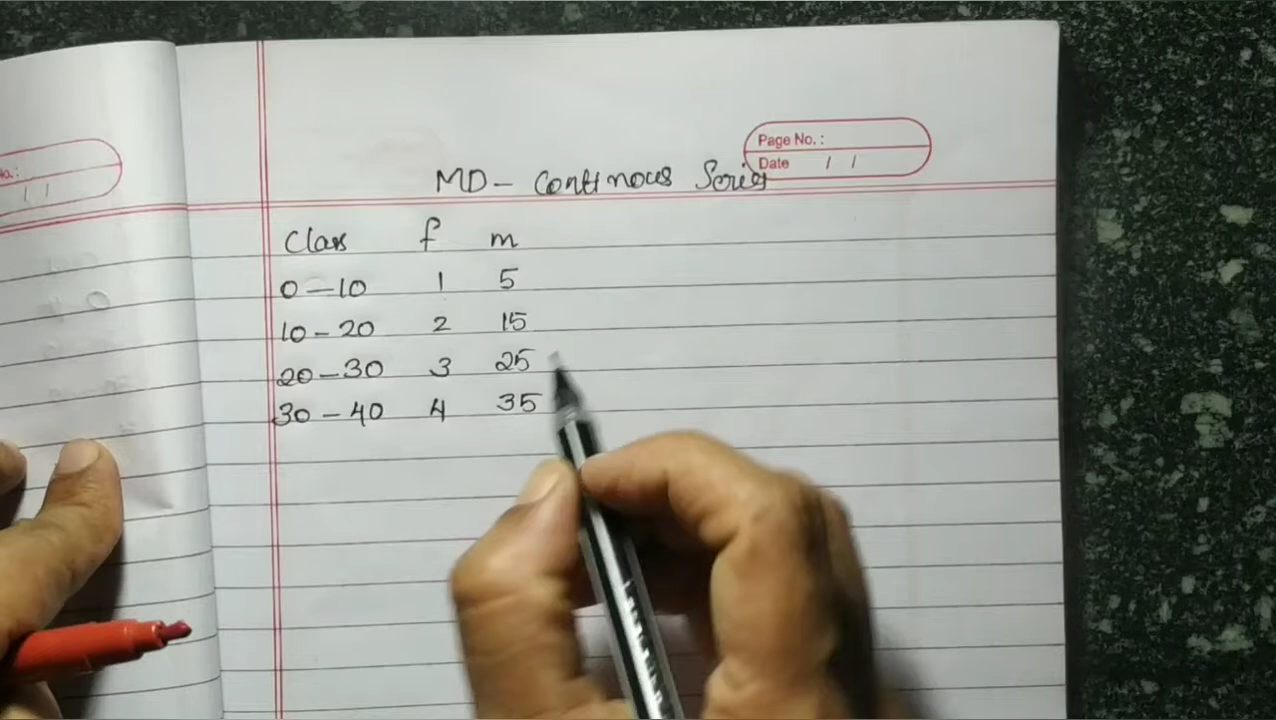 No.:
/ /
Page No. :
Date / /
MD - Continous Series
Class f m
0 - 10 1 5
10 - 20 2 15
20 - 30 3 25
30 - 40 4 35